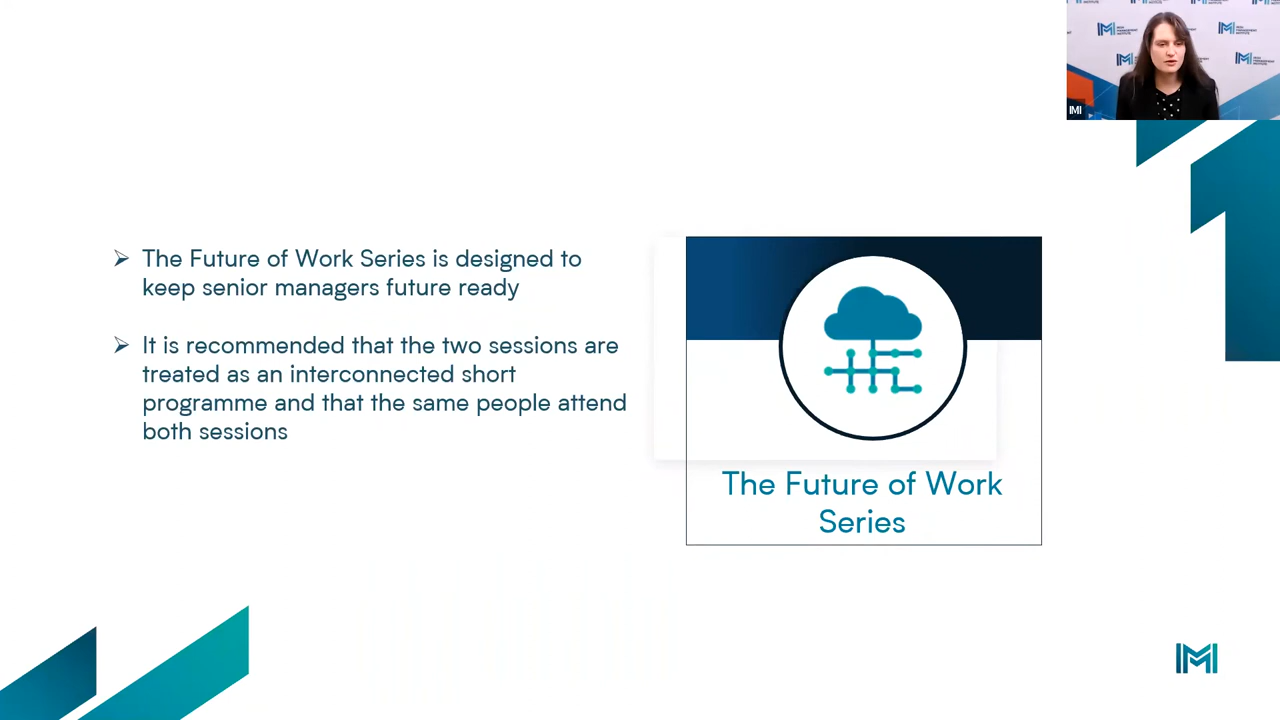 IMI
The Future of Work Series is designed to
keep senior managers future ready
It is recommended that the two sessions are
treated as an interconnected short
programme and that the same people attend
both sessions
The Future of Work
Series
IMI